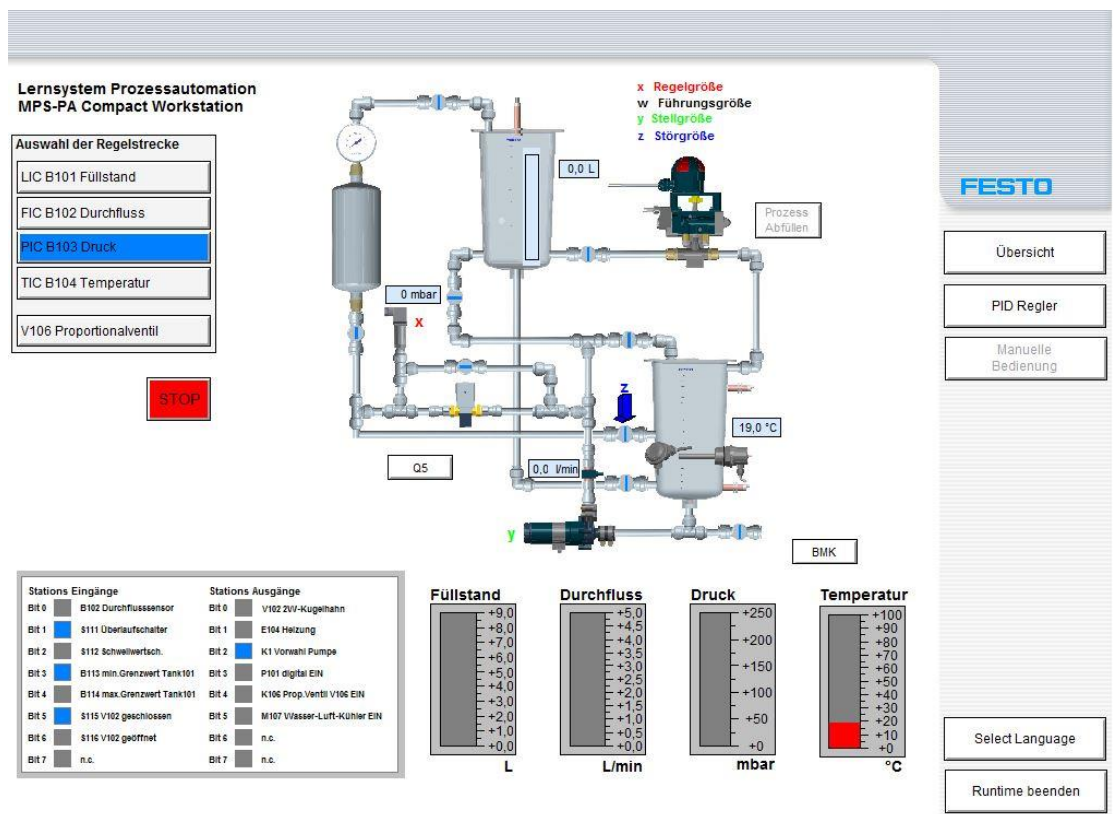 Lernsystem Prozessautomation
MPS-PA Compact Workstation
Auswahl der Regelstrecke
LIC B101 Füllstand
FIC B102 Durchfluss
PIC B103 Druck
TIC B104 Temperatur
V106 Proportionalventil
STOP
x Regelgröße
w Führungsgröße
y Stellgröße
z Störgröße
0,0 L
Prozess
Abfüllen
0 mbar
x
z
19,0 °C
Q5
0,0 l/min
y
BMK
FESTO
Übersicht
PID Regler
Manuelle
Bedienung
Select Language
Runtime beenden
Stations Eingänge
Bit 0 B102 Durchflusssensor
Bit 1 S111 Überlaufschalter
Bit 2 S112 Schwellwertsch.
Bit 3 B113 min.Grenzwert Tank101
Bit 4 B114 max.Grenzwert Tank101
Bit 5 S115 V102 geschlossen
Bit 6 S116 V102 geöffnet
Bit 7 n.c.
Stations Ausgänge
Bit 0 V102 2W-Kugelhahn
Bit 1 E104 Heizung
Bit 2 K1 Vorwahl Pumpe
Bit 3 P101 digital EIN
Bit 4 K106 Prop.Ventil V106 EIN
Bit 5 M107 Wasser-Luft-Kühler EIN
Bit 6 n.c.
Bit 7 n.c.
Füllstand
+9,0
+8,0
+7,0
+6,0
+5,0
+4,0
+3,0
+2,0
+1,0
+0,0
L
Durchfluss
+5,0
+4,5
+4,0
+3,5
+3,0
+2,5
+2,0
+1,5
+1,0
+0,5
+0,0
L/min
Druck
+250
+200
+150
+100
+50
+0
mbar
Temperatur
+100
+90
+80
+70
+60
+50
+40
+30
+20
+10
+0
°C